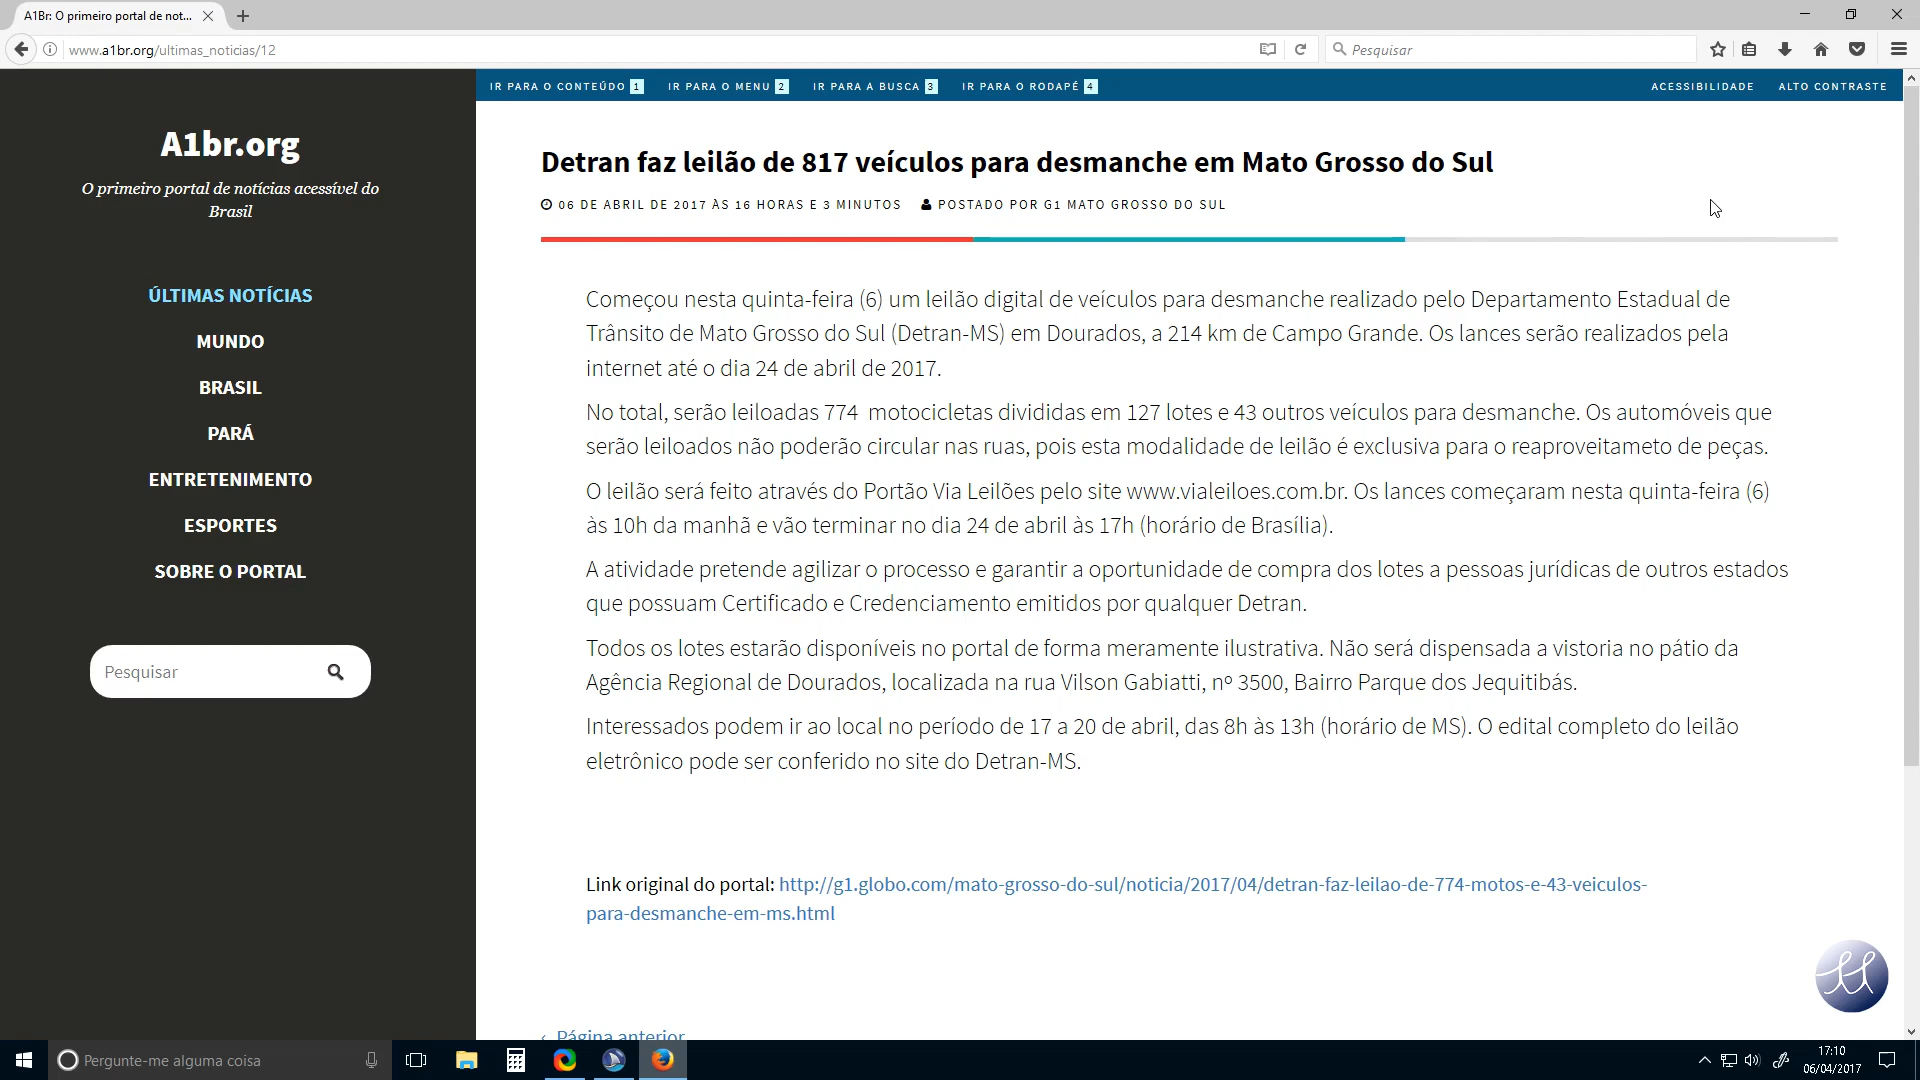 A1Br: O primeiro portal de not...
www.a1br.org/ultimas_noticias/12
Pesquisar
IR PARA O CONTEÚDO 1
IR PARA O MENU 2
IR PARA A BUSCA 3
IR PARA O RODAPÉ 4
ACESSIBILIDADE
ALTO CONTRASTE
A1br.org
O primeiro portal de notícias acessível do
Brasil
ÚLTIMAS NOTÍCIAS
MUNDO
BRASIL
PARÁ
ENTRETENIMENTO
ESPORTES
SOBRE O PORTAL
Pesquisar
Detran faz leilão de 817 veículos para desmanche em Mato Grosso do Sul
06 DE ABRIL DE 2017 ÀS 16 HORAS E 3 MINUTOS
POSTADO POR G1 MATO GROSSO DO SUL
Começou nesta quinta-feira (6) um leilão digital de veículos para desmanche realizado pelo Departamento Estadual de
Trânsito de Mato Grosso do Sul (Detran-MS) em Dourados, a 214 km de Campo Grande. Os lances serão realizados pela
internet até o dia 24 de abril de 2017.
No total, serão leiloadas 774 motocicletas divididas em 127 lotes e 43 outros veículos para desmanche. Os automóveis que
serão leiloados não poderão circular nas ruas, pois esta modalidade de leilão é exclusiva para o reaproveitameto de peças.
O leilão será feito através do Portão Via Leilões pelo site www.vialeiloes.com.br. Os lances começaram nesta quinta-feira (6)
às 10h da manhã e vão terminar no dia 24 de abril às 17h (horário de Brasília).
A atividade pretende agilizar o processo e garantir a oportunidade de compra dos lotes a pessoas jurídicas de outros estados
que possuam Certificado e Credenciamento emitidos por qualquer Detran.
Todos os lotes estarão disponíveis no portal de forma meramente ilustrativa. Não será dispensada a vistoria no pátio da
Agência Regional de Dourados, localizada na rua Vilson Gabiatti, nº 3500, Bairro Parque dos Jequitibás.
Interessados podem ir ao local no período de 17 a 20 de abril, das 8h às 13h (horário de MS). O edital completo do leilão
eletrônico pode ser conferido no site do Detran-MS.
Link original do portal: http://g1.globo.com/mato-grosso-do-sul/noticia/2017/04/detran-faz-leilao-de-774-motos-e-43-veiculos-
para-desmanche-em-ms.html
‹ Página anterior
Pergunte-me alguma coisa
17:10
06/04/2017